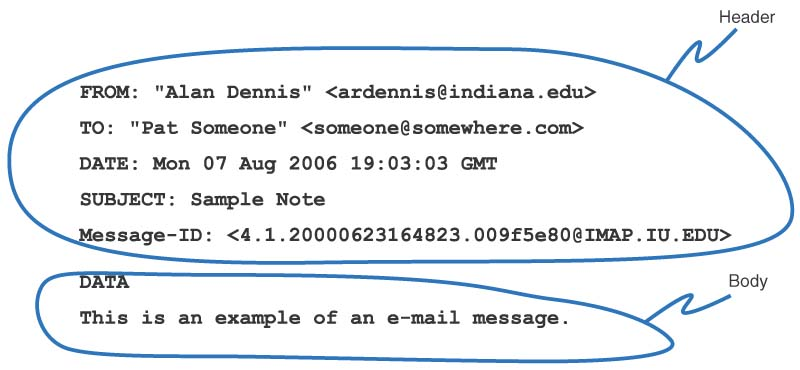 Header
FROM: "Alan Dennis" <ardennis@indiana.edu>
TO: "Pat Someone" <someone@somewhere.com>
DATE: Mon 07 Aug 2006 19:03:03 GMT
SUBJECT: Sample Note
Message-ID: <4.1.20000623164823.009f5e80@IMAP.IU.EDU>
DATA
Body
This is an example of an e-mail message.